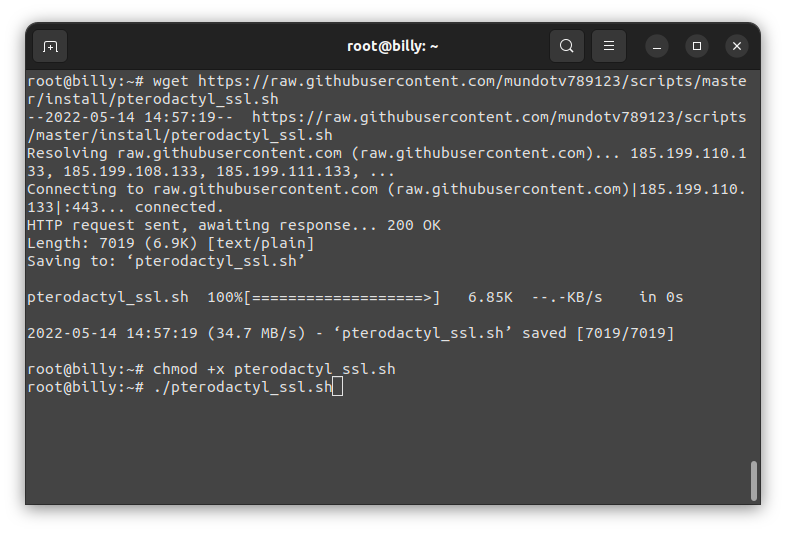 root@billy: ~
root@billy:~# wget https://raw.githubusercontent.com/mundotv789123/scripts/maste
r/install/pterodactyl_ssl.sh
--2022-05-14 14:57:19--  https://raw.githubusercontent.com/mundotv789123/scripts
/master/install/pterodactyl_ssl.sh
Resolving raw.githubusercontent.com (raw.githubusercontent.com)... 185.199.110.1
33, 185.199.108.133, 185.199.111.133, ...
Connecting to raw.githubusercontent.com (raw.githubusercontent.com)|185.199.110.
133|:443... connected.
HTTP request sent, awaiting response... 200 OK
Length: 7019 (6.9K) [text/plain]
Saving to: ‘pterodactyl_ssl.sh’
pterodactyl_ssl.sh  100%[===================>]   6.85K  --.-KB/s    in 0s
2022-05-14 14:57:19 (34.7 MB/s) - ‘pterodactyl_ssl.sh’ saved [7019/7019]
root@billy:~# chmod +x pterodactyl_ssl.sh
root@billy:~# ./pterodactyl_ssl.sh